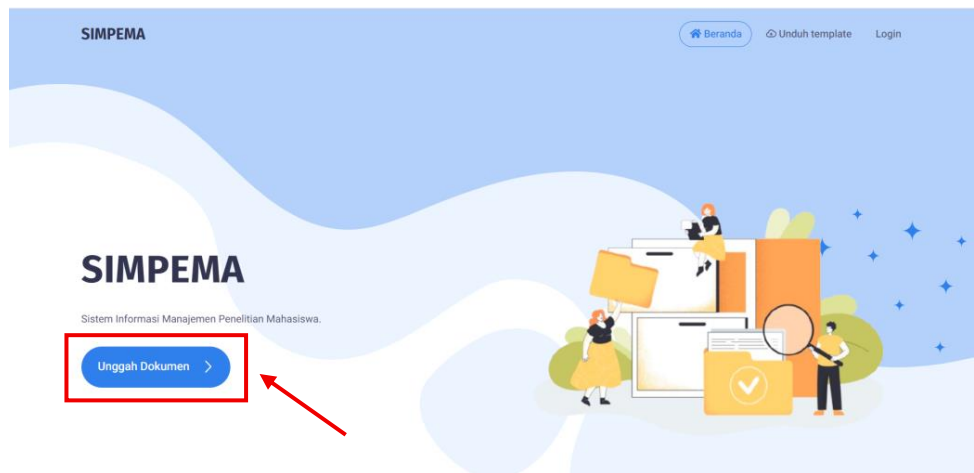 SIMPEMA
Beranda
Unduh template
Login
SIMPEMA
Sistem Informasi Manajemen Penelitian Mahasiswa.
Unggah Dokumen